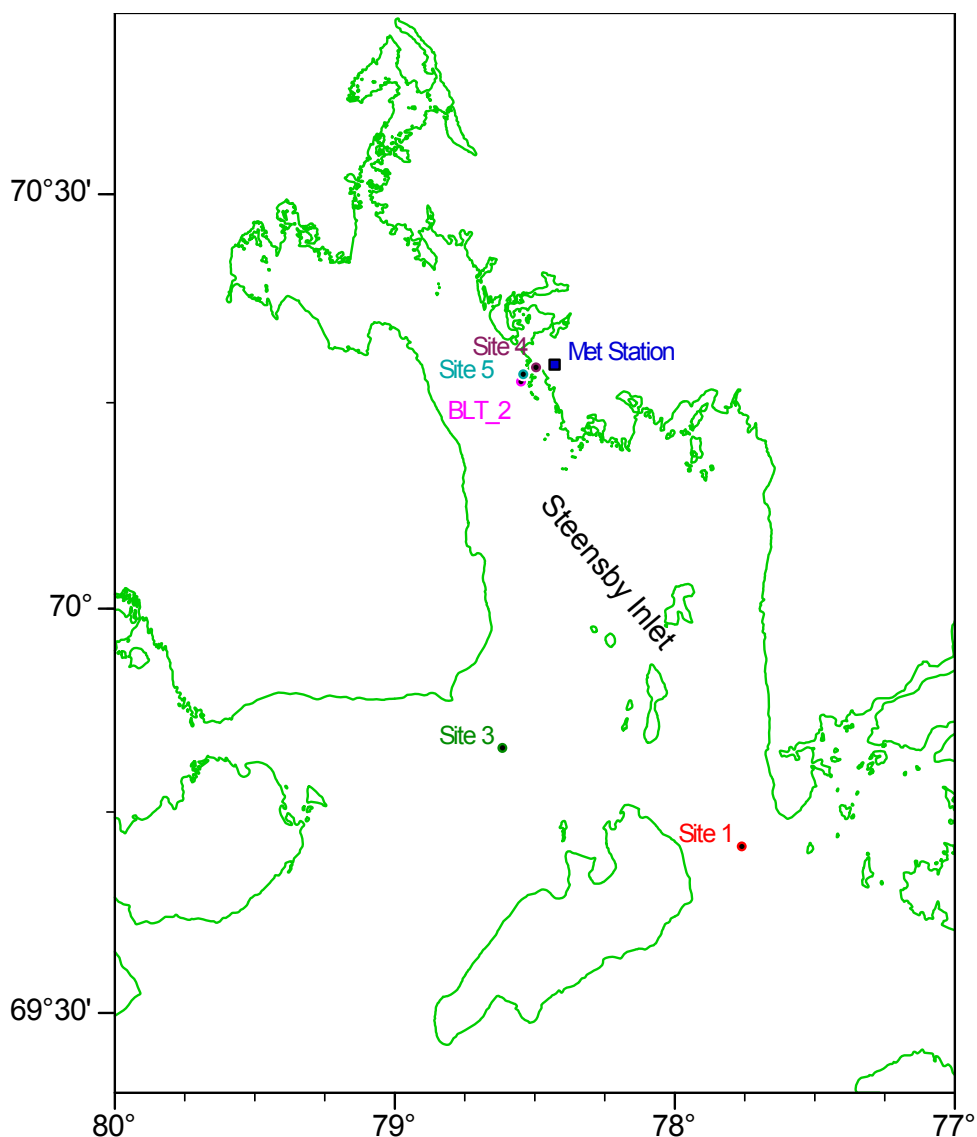 70°30'
Site 4
Met Station
Site 5
BLT_2
Steensby Inlet
70°
Site 3
Site 1
69°30'
80°
79°
78°
77°